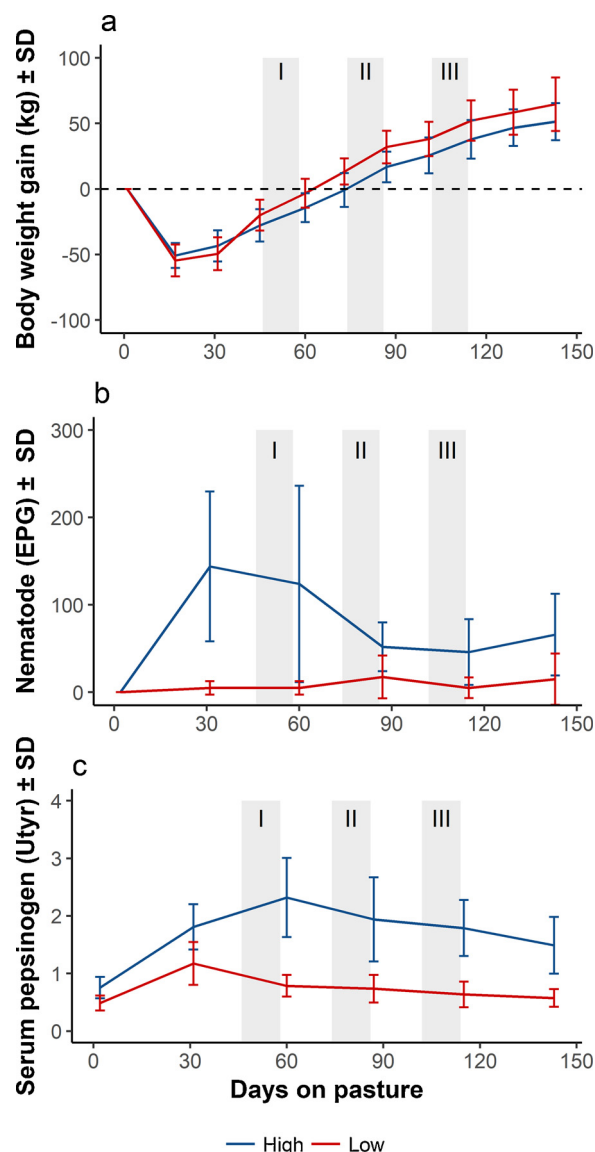 a
Body weight gain (kg) ± SD
100
50
0
-50
-100
I
II
III
0
30
60
90
120
150
b
Nematode (EPG) ± SD
300
200
100
0
I
II
III
0
30
60
90
120
150
c
Serum pepsinogen (Utyr) ± SD
4
3
2
1
0
I
II
III
0
30
60
90
120
150
Days on pasture
High
Low